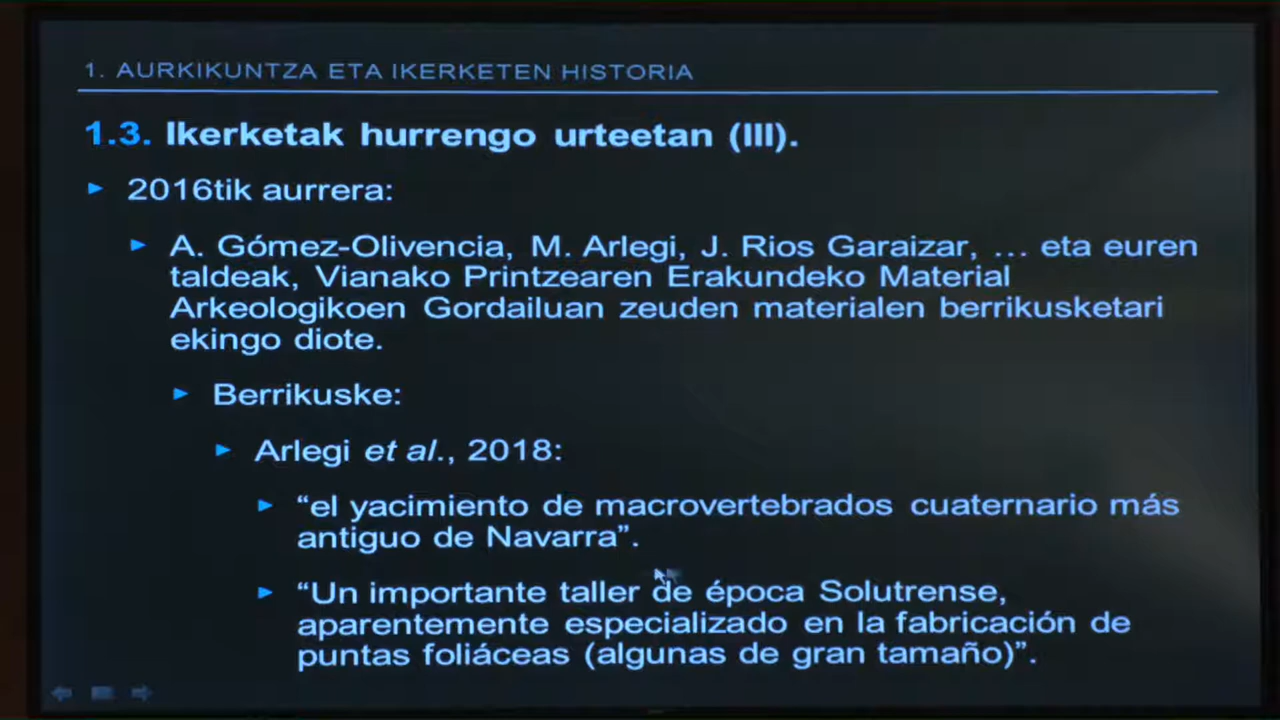 1. AURKIKUNTZA ETA IKERKETEN HISTORIA
1.3. Ikerketak hurrengo urteetan (III).
2016tik aurrera:
A. Gómez-Olivencia, M. Arlegi, J. Rios Garaizar, ... eta euren
taldeak, Vianako Printzearen Erakundeko Material
Arkeologikoen Gordailuan zeuden materialen berrikusketari
ekingo diote.
Berrikuske:
Arlegi et al., 2018:
“el yacimiento de macrovertebrados cuaternario más
antiguo de Navarra”.
“Un importante taller de época Solutrense,
aparentemente especializado en la fabricación de
puntas foliáceas (algunas de gran tamaño)”.